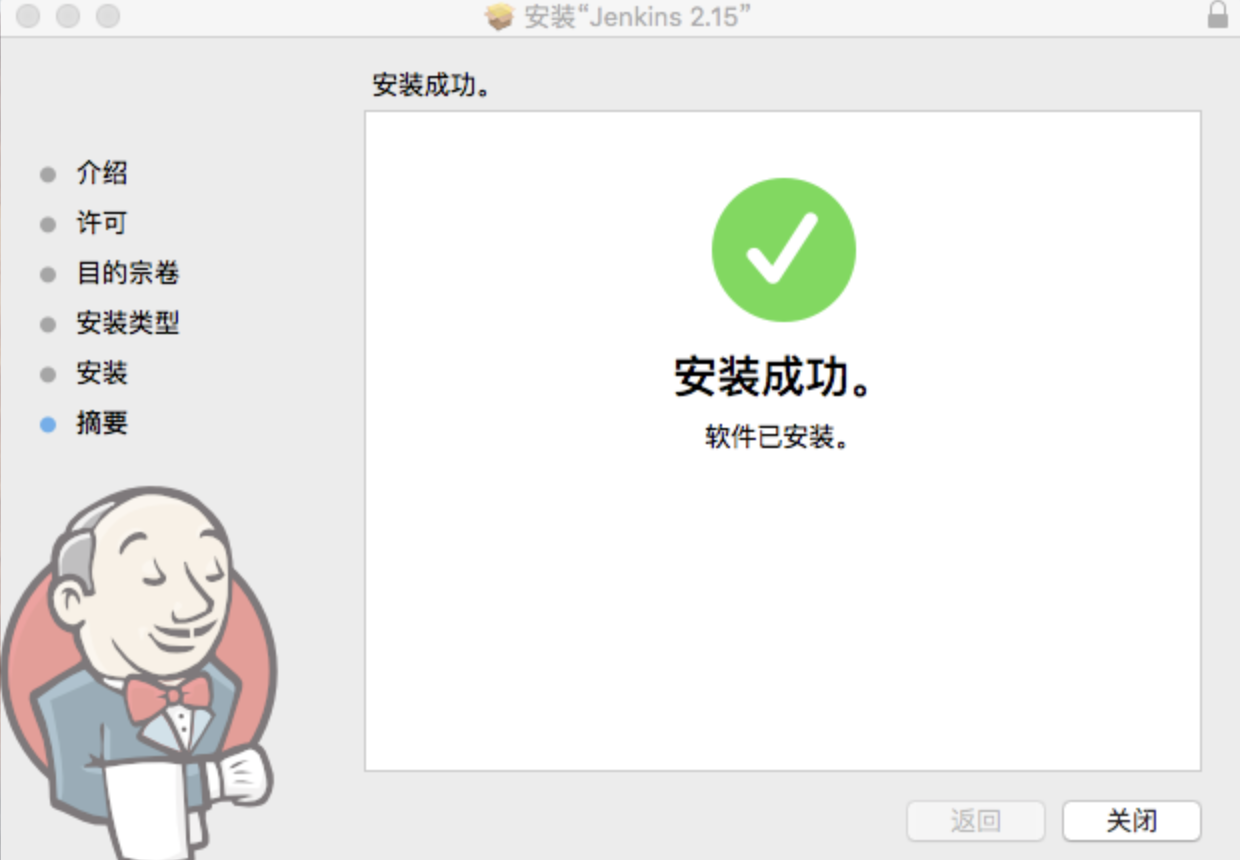 安装“Jenkins 2.15”
安装成功。
介绍
许可
目的宗卷
安装类型
安装
摘要
安装成功。
软件已安装。
返回
关闭